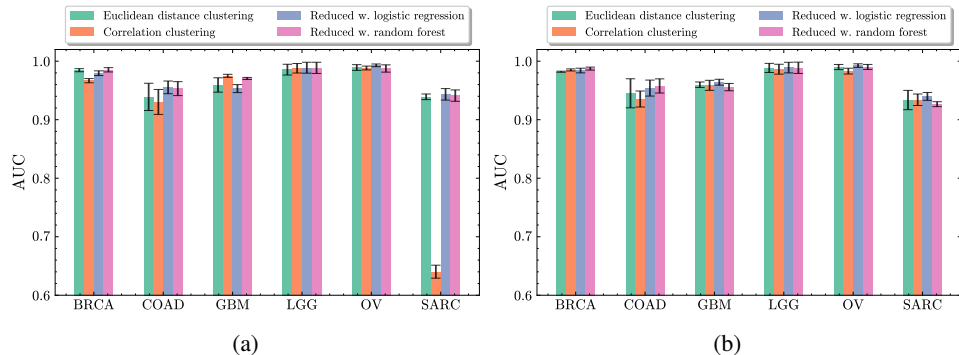 Euclidean distance clustering
Correlation clustering
Reduced w. logistic regression
Reduced w. random forest
AUC
1.0
0.9
0.8
0.7
0.6
BRCA COAD GBM LGG OV SARC
(a)
Euclidean distance clustering
Correlation clustering
Reduced w. logistic regression
Reduced w. random forest
AUC
1.0
0.9
0.8
0.7
0.6
BRCA COAD GBM LGG OV SARC
(b)